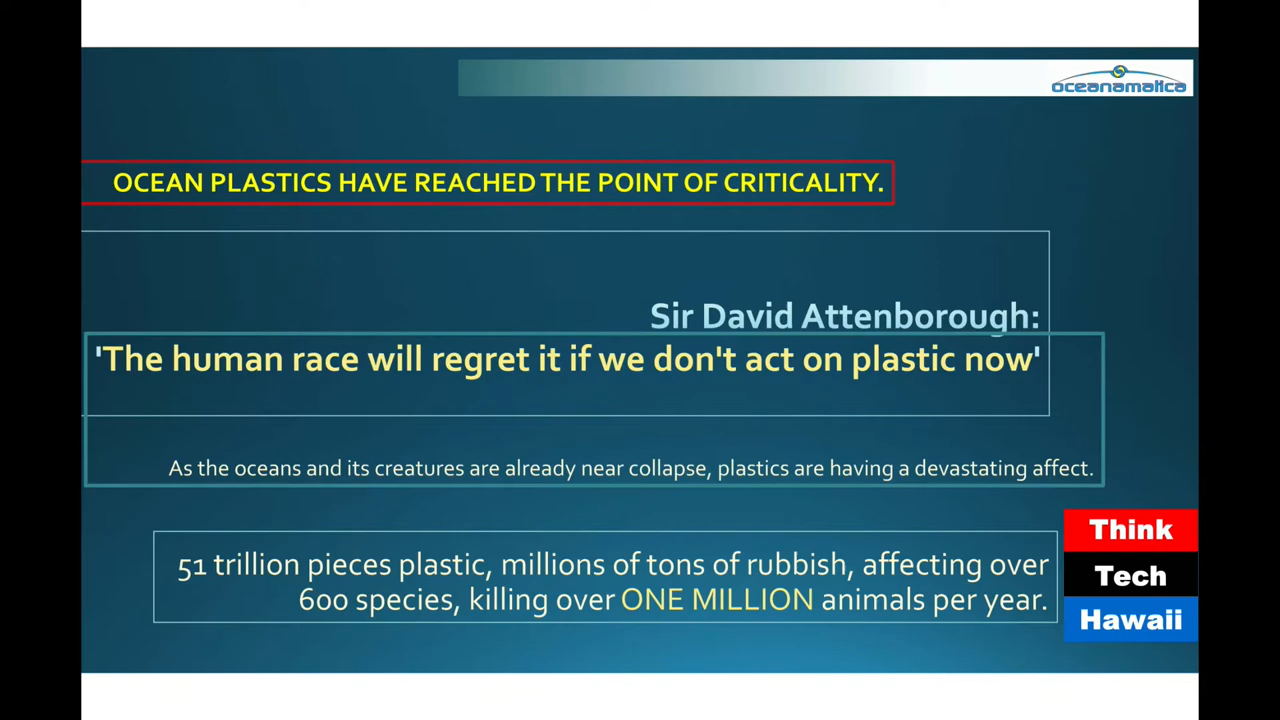 oceanamatica
OCEAN PLASTICS HAVE REACHED THE POINT OF CRITICALITY.
Sir David Attenborough:
'The human race will regret it if we don't act on plastic now'
As the oceans and its creatures are already near collapse, plastics are having a devastating affect.
51 trillion pieces plastic, millions of tons of rubbish, affecting over
600 species, killing over ONE MILLION animals per year.
Think
Tech
Hawaii